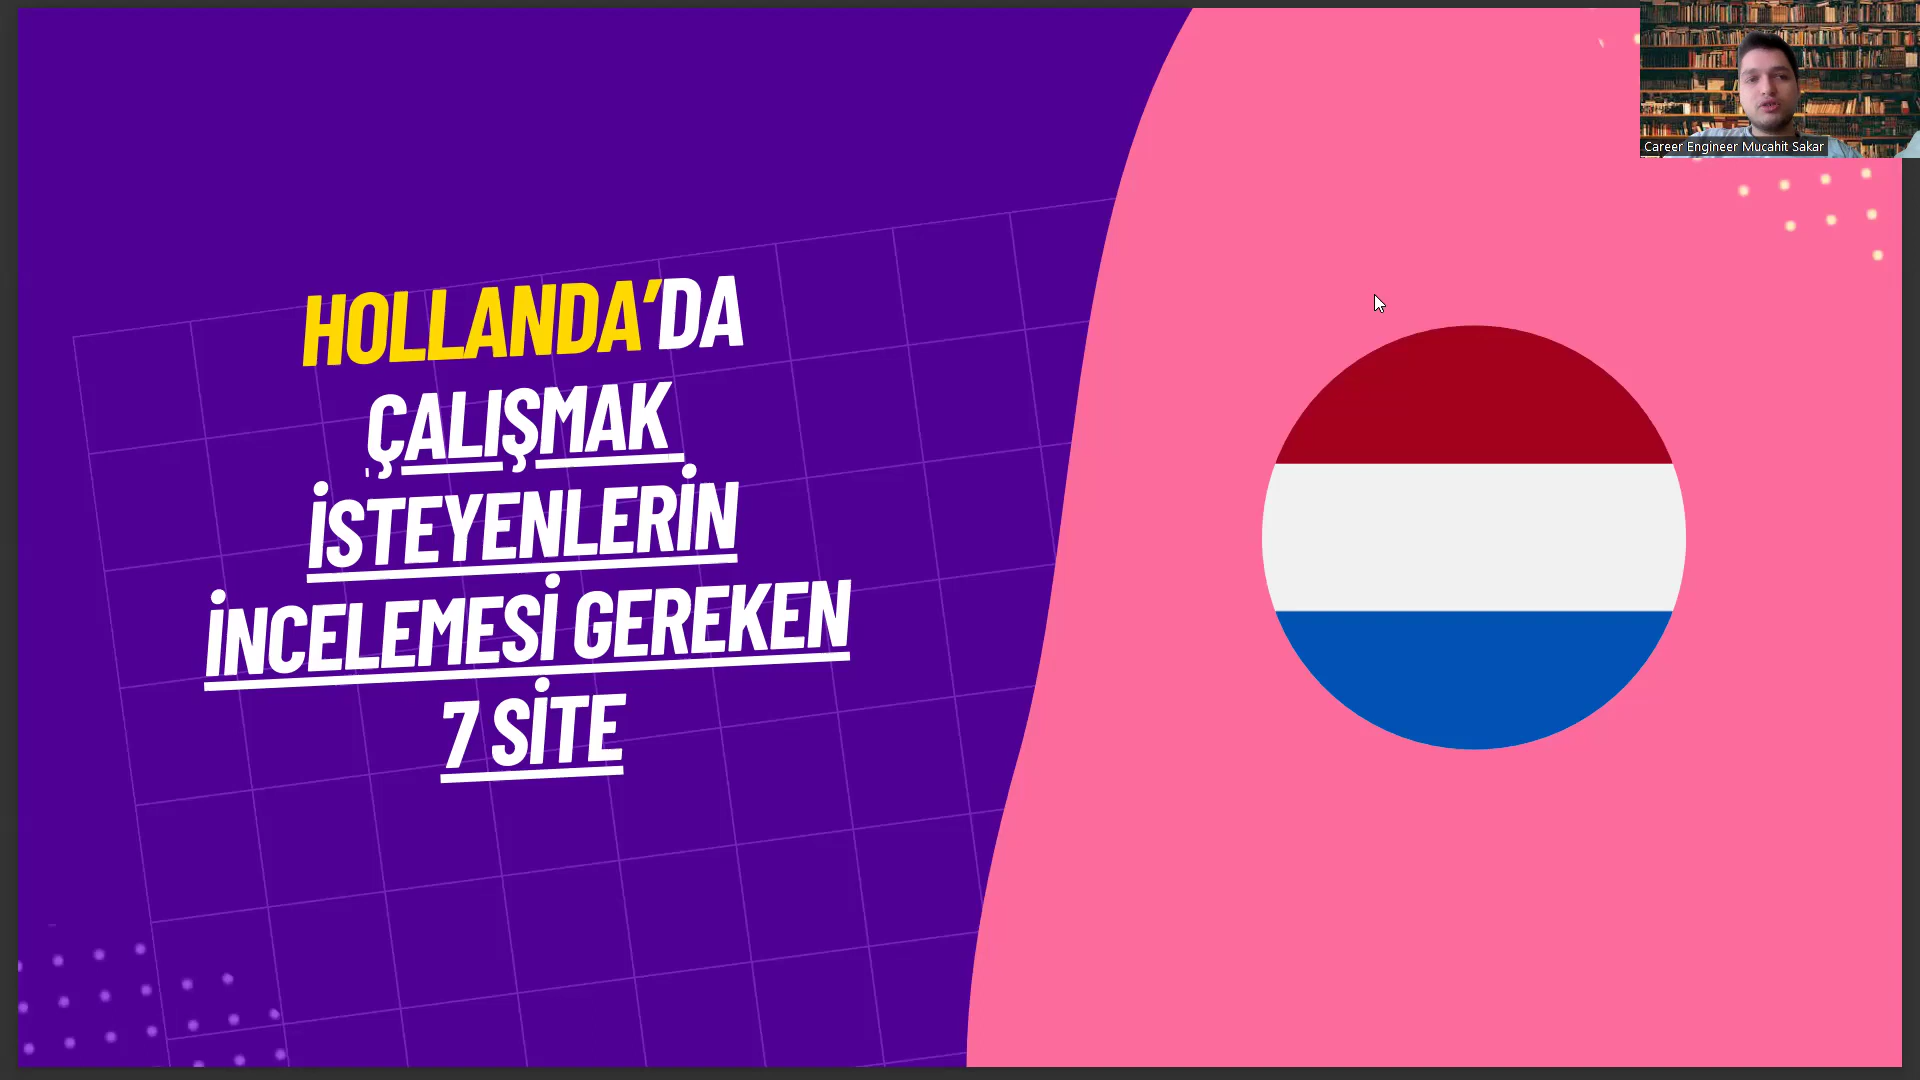 HOLLANDA'DA
ÇALIŞMAK
İSTEYENLERİN
İNCELEMESİ GEREKEN
7 SİTE
Career Engineer Mucahit Sakar